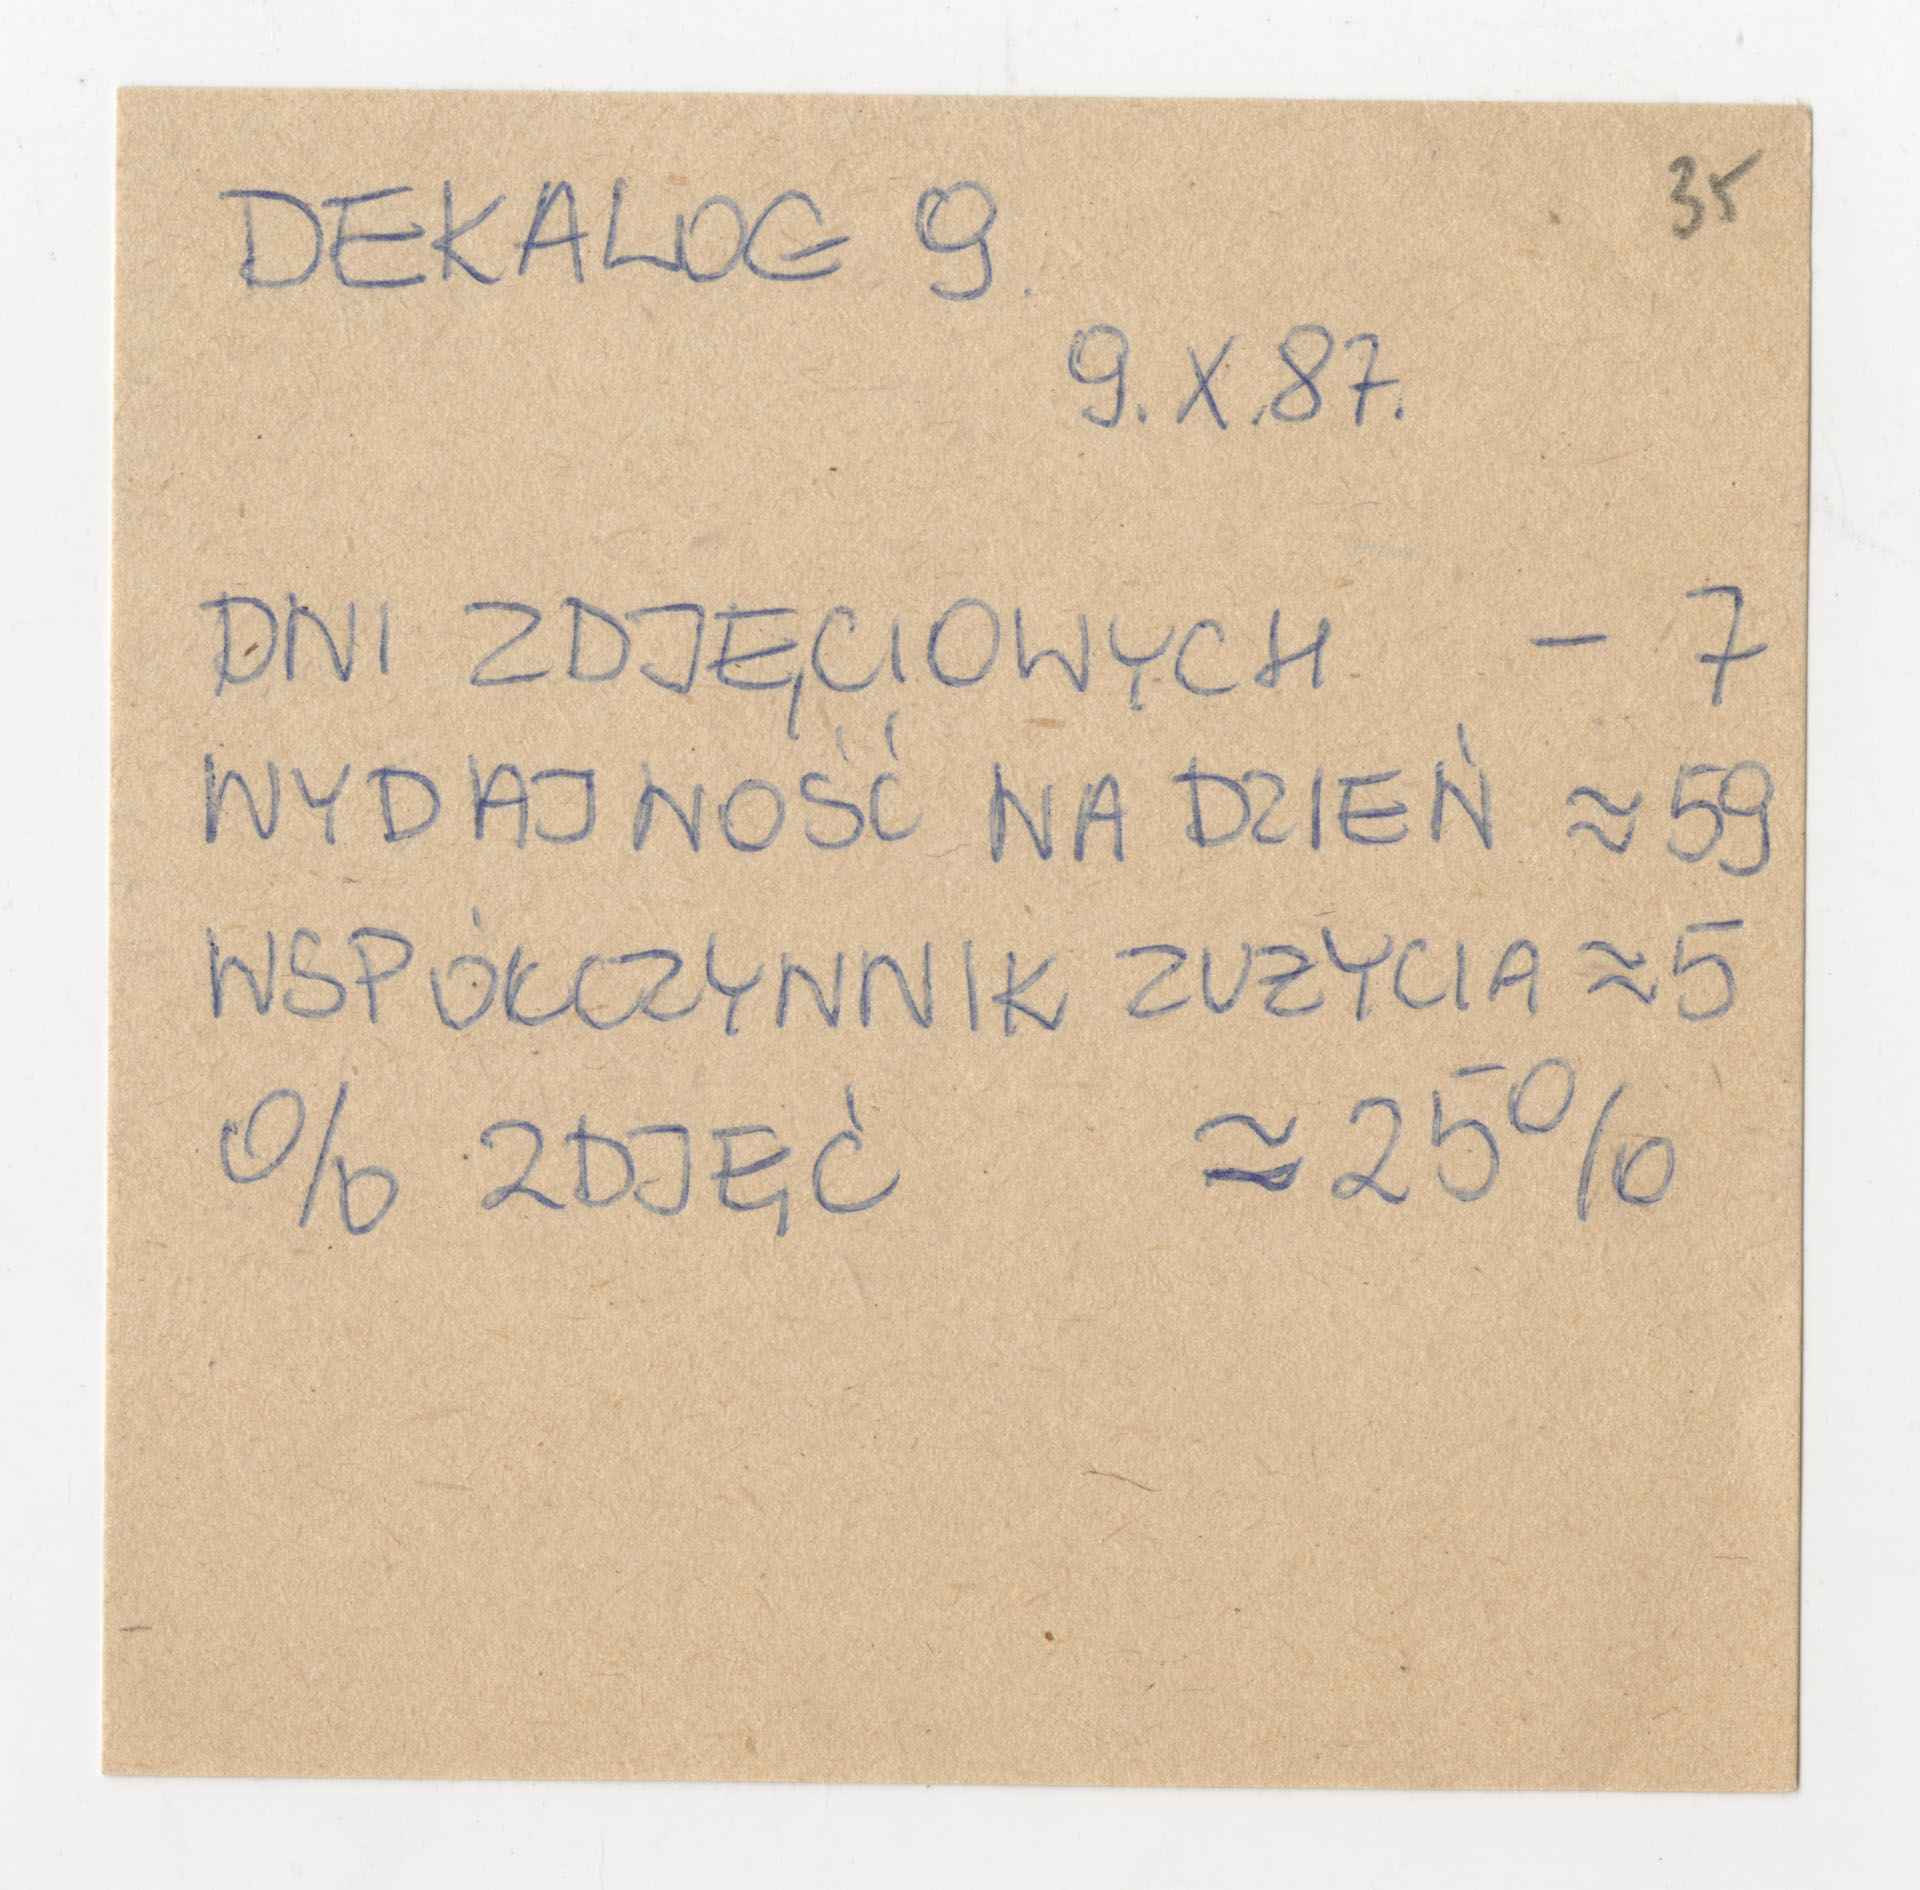 35
DEKALOG 9.
9.X.87.
DNI ZDJĘCIOWYCH - 7
WYDAJNOŚĆ NA DZIEŃ ≈ 59
WSPÓŁCZYNNIK ZUŻYCIA ≈ 5
% ZDJĘĆ ≈ 25%